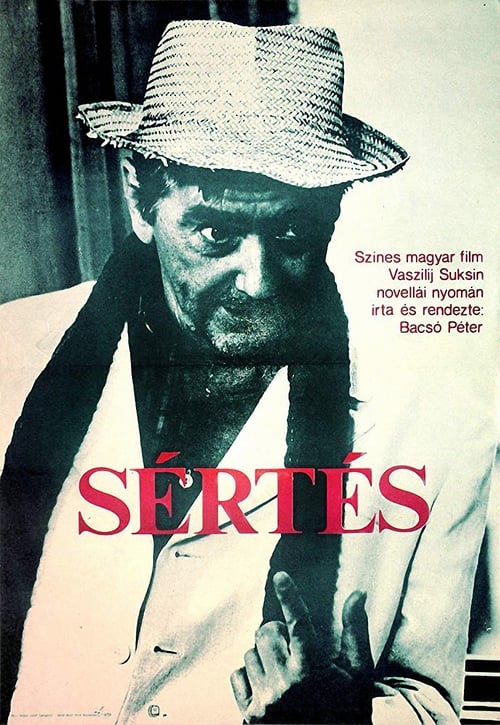 Szines magyar film
Vaszilij Suksin
novellái nyomán
irta és rendezte:
Bacsó Péter
SÉRTÉS